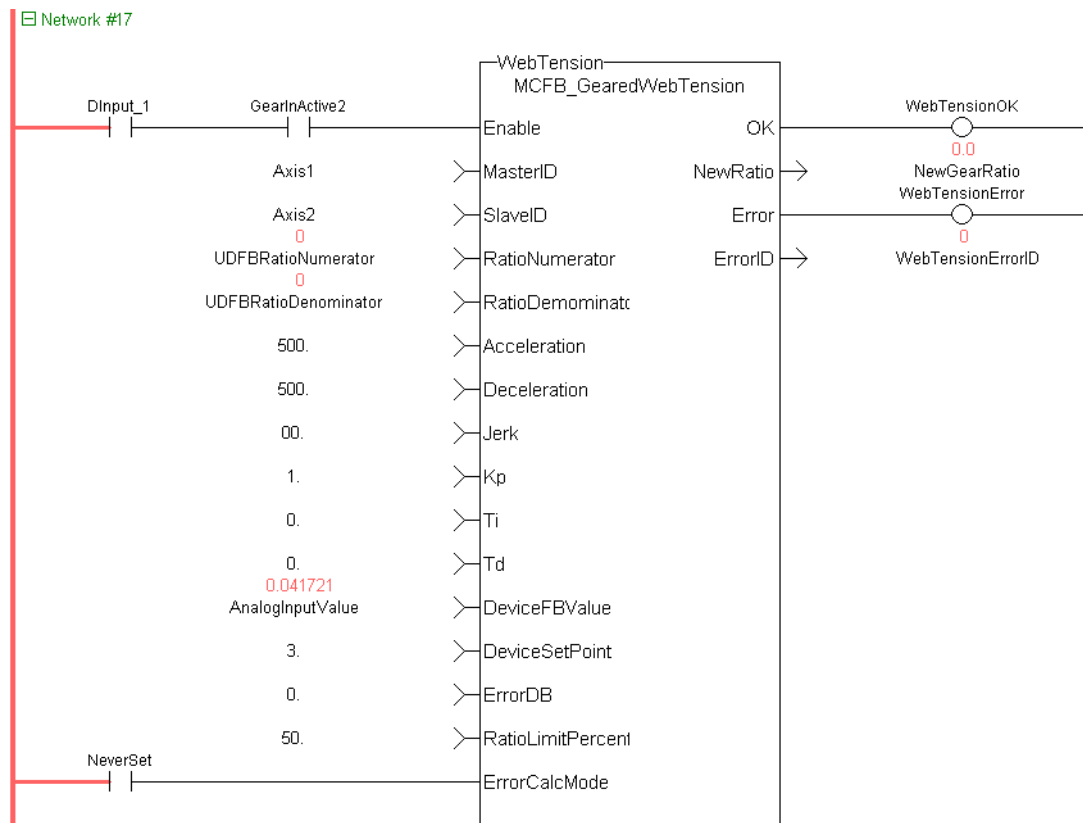 Network #17
WebTension
MCFB_GearedWebTension
DInput_1 GearInActive2 Enable OK WebTensionOK
0.0
Axis1 MasterID NewRatio NewGearRatio
WebTensionError
Axis2 SlaveID Error
0 0
UDFBRatioNumerator RatioNumerator ErrorID WebTensionErrorID
0
UDFBRatioDenominator RatioDemominato
500. Acceleration
500. Deceleration
00. Jerk
1. Kp
0. Ti
0. Td
0.041721
AnalogInputValue DeviceFBValue
3. DeviceSetPoint
0. ErrorDB
50. RatioLimitPercent
NeverSet
ErrorCalcMode